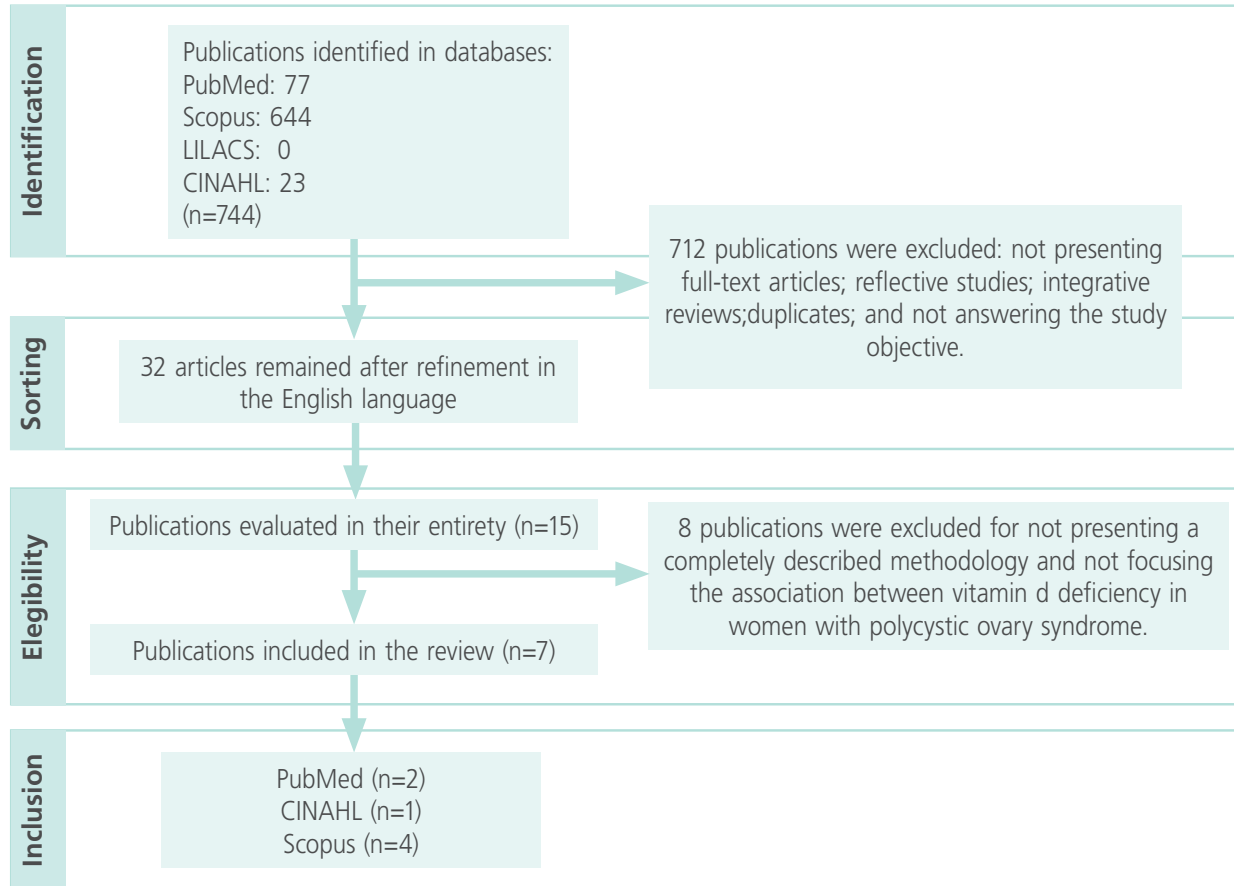 Identification
Publications identified in databases:
PubMed: 77
Scopus: 644
LILACS: 0
CINAHL: 23
(n=744)
712 publications were excluded: not presenting
full-text articles; reflective studies; integrative
reviews;duplicates; and not answering the study
objective.
Sorting
32 articles remained after refinement in
the English language
Elegibility
Publications evaluated in their entirety (n=15)
8 publications were excluded for not presenting a
completely described methodology and not focusing
the association between vitamin d deficiency in
women with polycystic ovary syndrome.
Publications included in the review (n=7)
Inclusion
PubMed (n=2)
CINAHL (n=1)
Scopus (n=4)